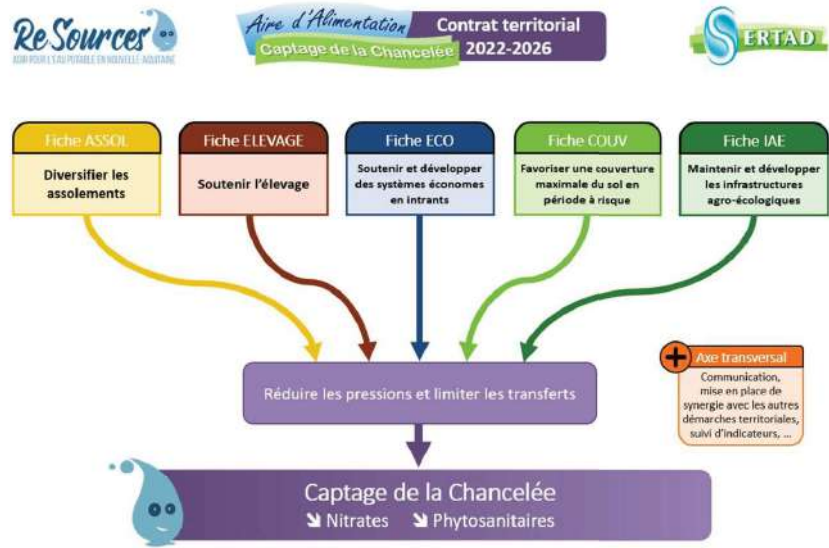 ReSources
AGIR POUR L'EAU POTABLE EN NOUVELLE-AQUITAINE
Aire d'Alimentation
Captage de la Chancelée
Contrat territorial
2022-2026
SERTAD
Fiche ASSOL
Diversifier les
assolements
Fiche ELEVAGE
Soutenir l'élevage
Fiche ECO
Soutenir et développer
des systèmes économes
en intrants
Fiche COUV
Favoriser une couverture
maximale du sol en
période à risque
Fiche IAE
Maintenir et développer
les infrastructures
agro-écologiques
Réduire les pressions et limiter les transferts
Axe transversal
Communication,
mise en place de
synergie avec les autres
démarches territoriales,
suivi d'indicateurs, ...
Captage de la Chancelée
Nitrates Phytosanitaires